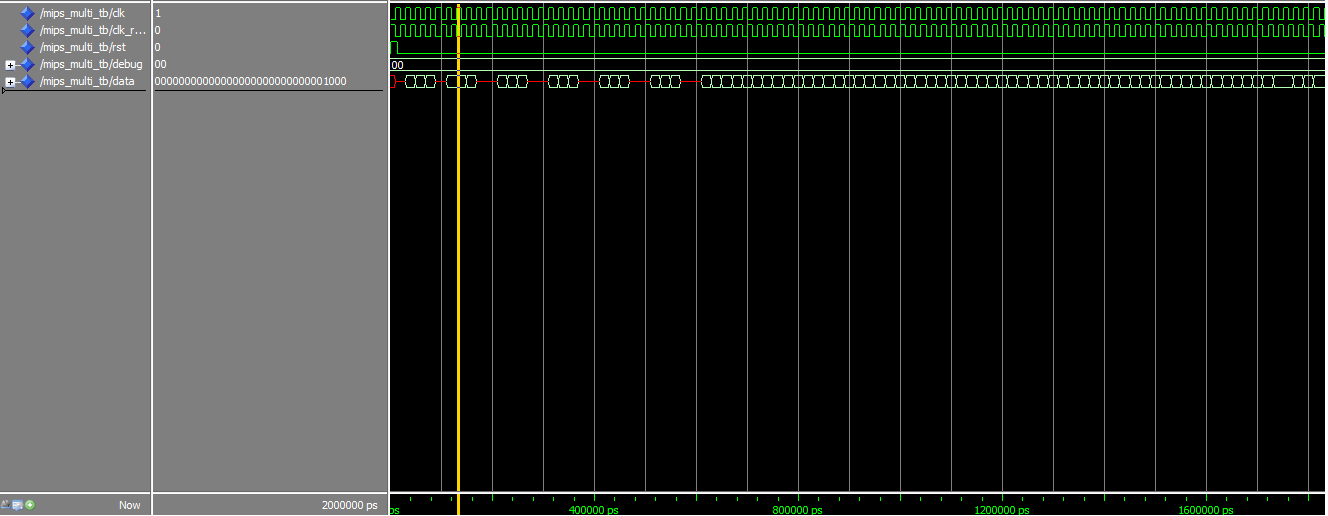 /mips_multi_tb/clk 1
/mips_multi_tb/clk_r... 0
/mips_multi_tb/rst 0
/mips_multi_tb/debug 00 00
/mips_multi_tb/data 00000000000000000000000000001000
Now 2000000 ps ps 400000 ps 800000 ps 1200000 ps 1600000 ps